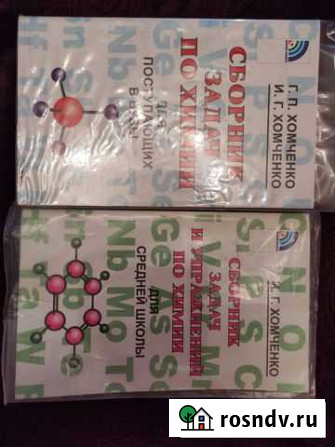 Г.П. ХОМЧЕНКО
И.Г. ХОМЧЕНКО
СБОРНИК
ЗАДАЧ
ПО ХИМИИ
ДЛЯ
ПОСТУПАЮЩИХ
В ВУЗЫ
И.Г. ХОМЧЕНКО
СБОРНИК
ЗАДАЧ
И УПРАЖНЕНИЙ
ПО ХИМИИ
ДЛЯ
СРЕДНЕЙ ШКОЛЫ
rosndv.ru